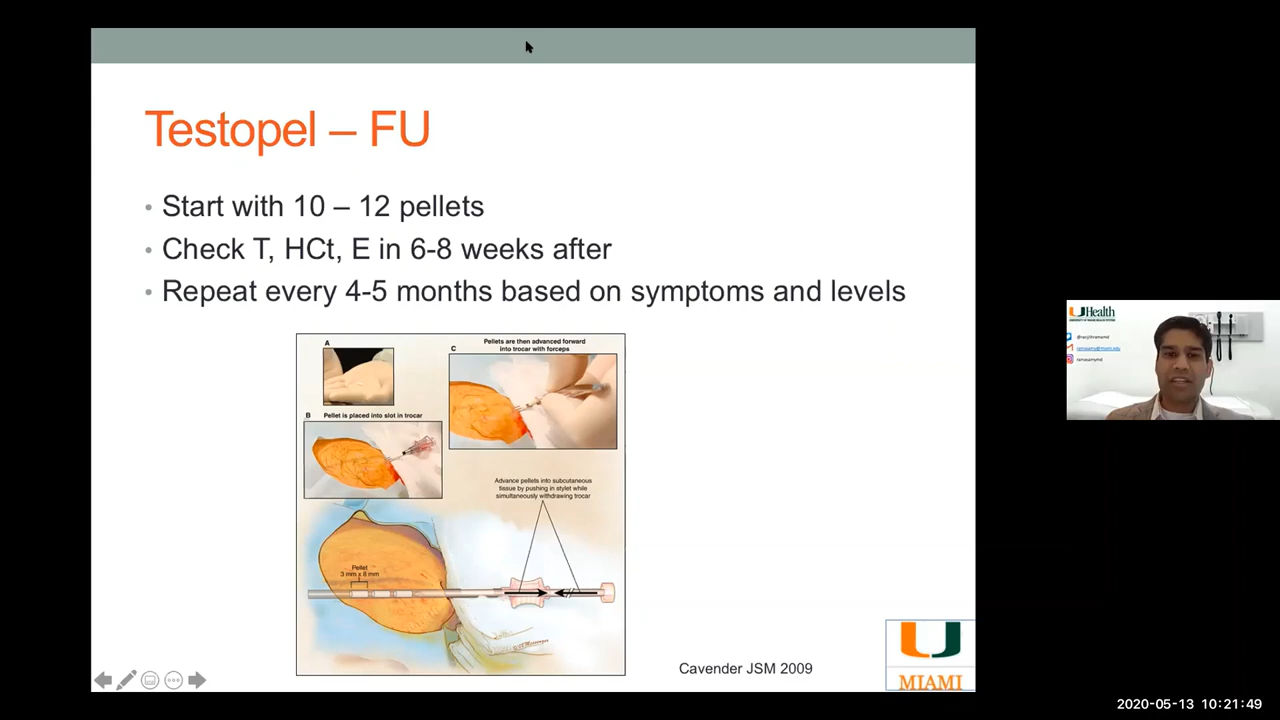 Testopel – FU
• Start with 10 – 12 pellets
• Check T, HCt, E in 6-8 weeks after
• Repeat every 4-5 months based on symptoms and levels
A
B Pellet is placed into slot in trocar
C Pellets are then advanced forward
into trocar with forceps
Advance pellets into subcutaneous
tissue by pushing in stylet while
simultaneously withdrawing trocar
Pellet
3 mm x 8 mm
Cavender JSM 2009
U
MIAMI
UHealth
2020-05-13 10:21:49